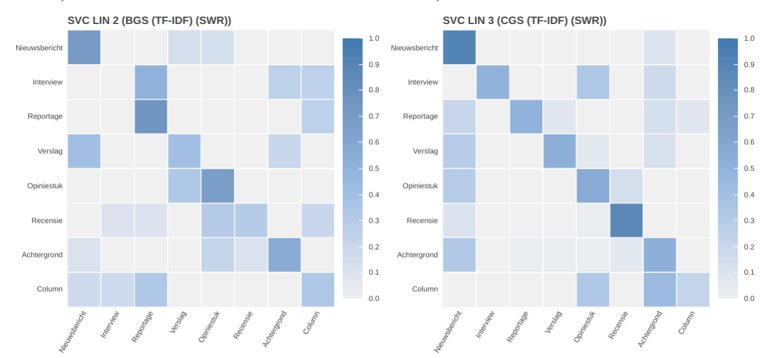 SVC LIN 2 (BGS (TF-IDF) (SWR))
Nieuwsbericht
Interview
Reportage
Verslag
Opiniestuk
Recensie
Achtergrond
Column
Nieuwsbericht
Interview
Reportage
Verslag
Opiniestuk
Recensie
Achtergrond
Column
1.0
0.9
0.8
0.7
0.6
0.5
0.4
0.3
0.2
0.1
0.0
SVC LIN 3 (CGS (TF-IDF) (SWR))
Nieuwsbericht
Interview
Reportage
Verslag
Opiniestuk
Recensie
Achtergrond
Column
Nieuwsbericht
Interview
Reportage
Verslag
Opiniestuk
Recensie
Achtergrond
Column
1.0
0.9
0.8
0.7
0.6
0.5
0.4
0.3
0.2
0.1
0.0